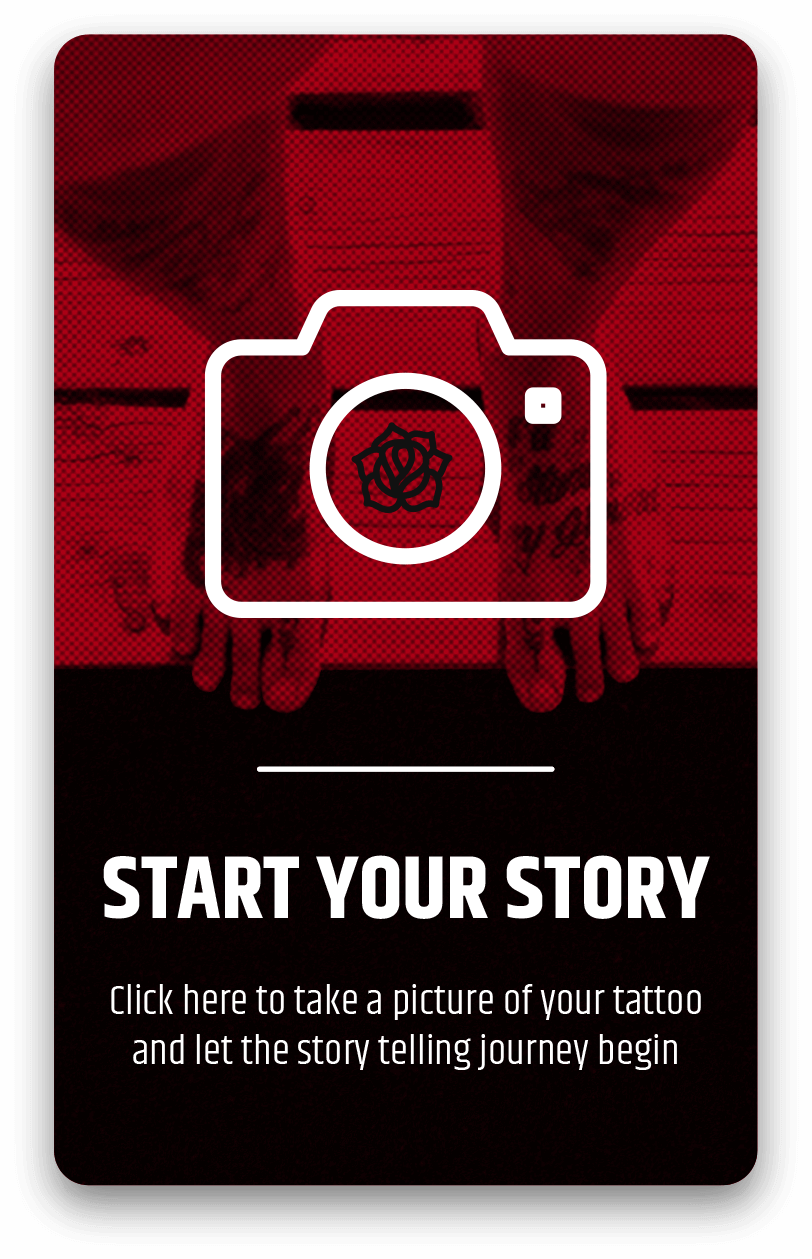 START YOUR STORY
Click here to take a picture of your tattoo
and let the story telling journey begin